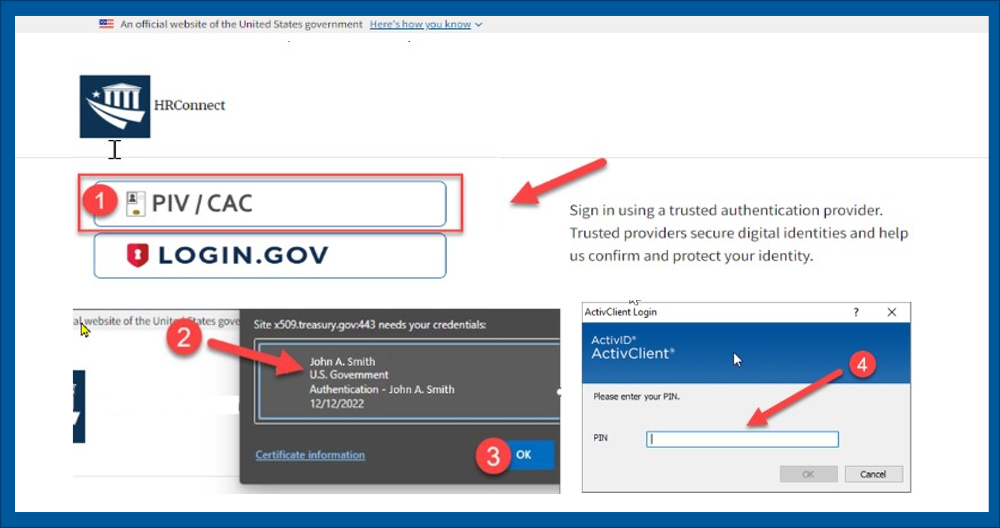 An official website of the United States government Here's how you know
HRConnect
1 PIV / CAC
LOGIN.GOV
Sign in using a trusted authentication provider.
Trusted providers secure digital identities and help
us confirm and protect your identity.
al website of the United States gove
2
Site x509.treasury.gov:443 needs your credentials:
John A. Smith
U.S. Government
Authentication - John A. Smith
12/12/2022
Certificate information
3 OK
ActivClient Login ? X
ActivID®
ActivClient®
4
Please enter your PIN.
PIN
OK Cancel